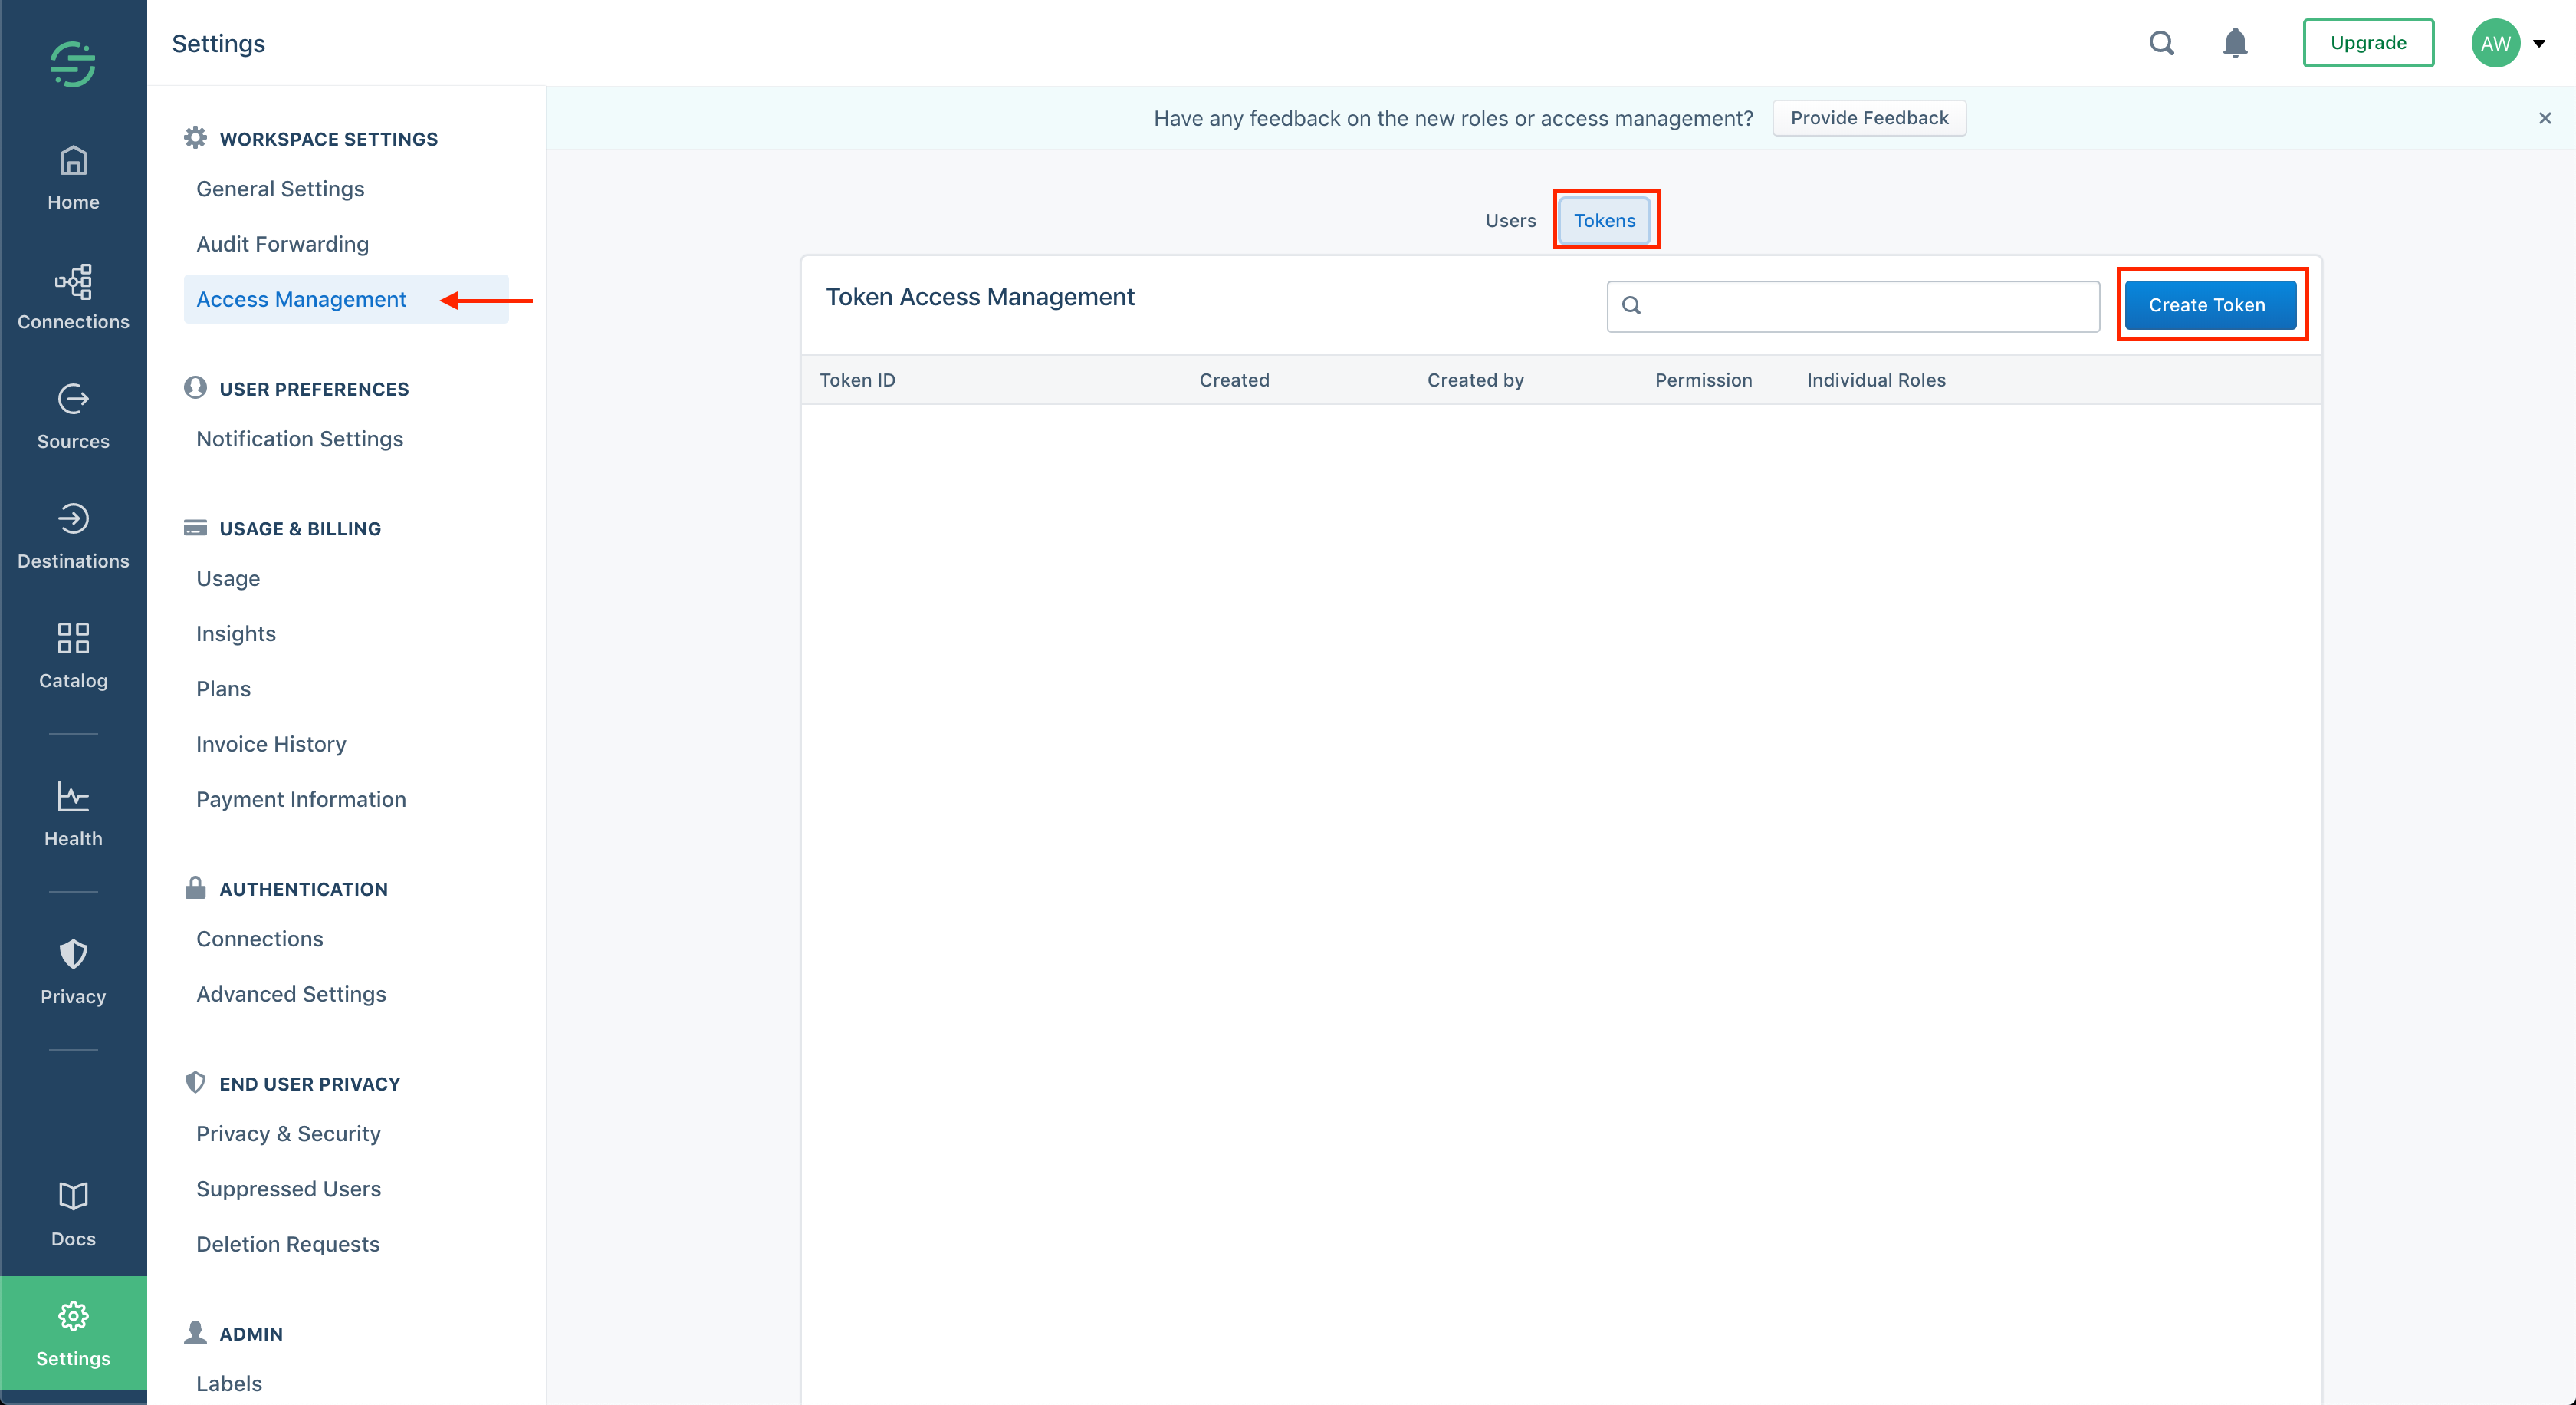 Settings
Upgrade
AW
Home
Connections
Sources
Destinations
Catalog
Health
Privacy
Docs
Settings
WORKSPACE SETTINGS
General Settings
Audit Forwarding
Access Management
USER PREFERENCES
Notification Settings
USAGE & BILLING
Usage
Insights
Plans
Invoice History
Payment Information
AUTHENTICATION
Connections
Advanced Settings
END USER PRIVACY
Privacy & Security
Suppressed Users
Deletion Requests
ADMIN
Labels
Have any feedback on the new roles or access management? Provide Feedback
Users Tokens
Token Access Management
Create Token
Token ID Created Created by Permission Individual Roles